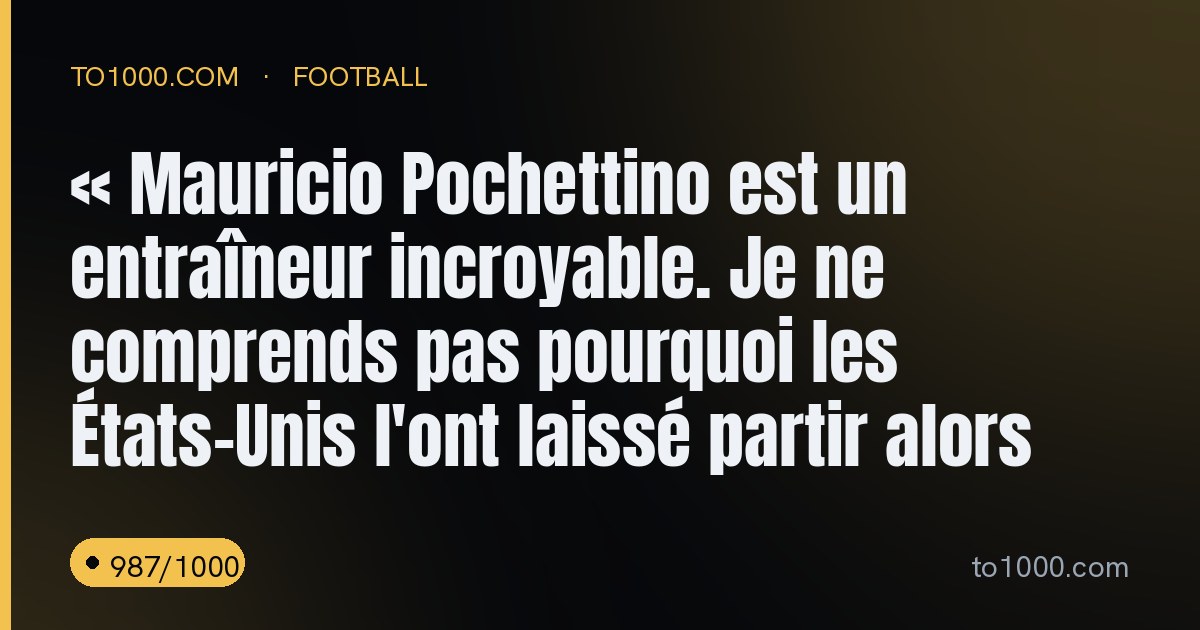 TO1000.COM · FOOTBALL
« Mauricio Pochettino est un
entraîneur incroyable. Je ne
comprends pas pourquoi les
États-Unis l'ont laissé partir alors
987/1000
to1000.com